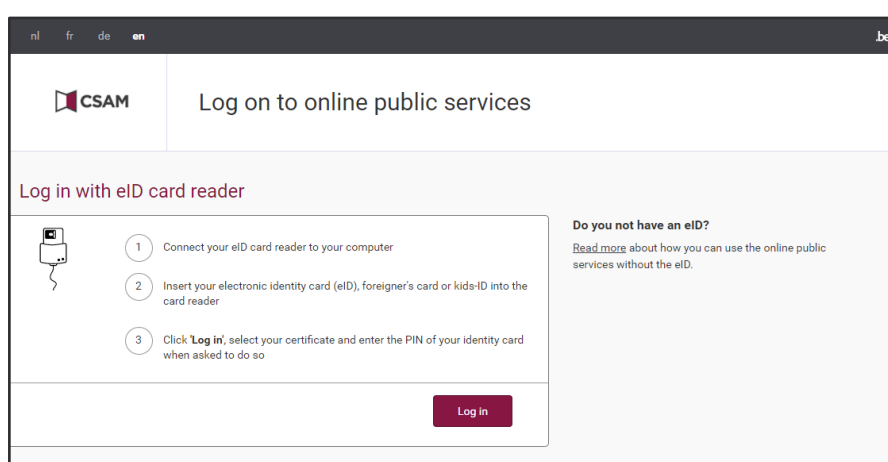 nl fr de en .be
CSAM
Log on to online public services
Log in with eID card reader
1 Connect your eID card reader to your computer
2 Insert your electronic identity card (eID), foreigner's card or kids-ID into the
card reader
3 Click 'Log in', select your certificate and enter the PIN of your identity card
when asked to do so
Log in
Do you not have an eID?
Read more about how you can use the online public
services without the eID.